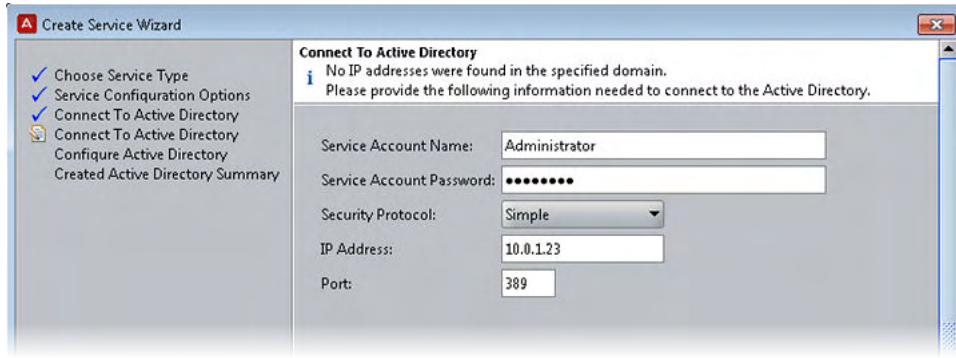 A Create Service Wizard
Choose Service Type
Service Configuration Options
Connect To Active Directory
Connect To Active Directory
Configure Active Directory
Created Active Directory Summary
Connect To Active Directory
i No IP addresses were found in the specified domain.
Please provide the following information needed to connect to the Active Directory.
Service Account Name: Administrator
Service Account Password: ●●●●●●●●
Security Protocol: Simple
IP Address: 10.0.1.23
Port: 389